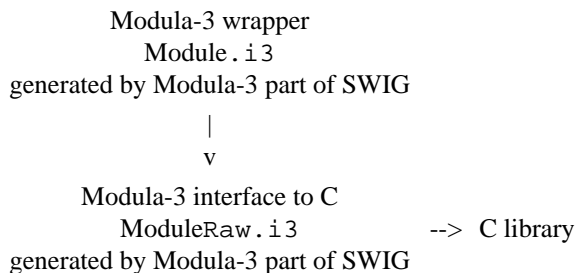 Modula-3 wrapper
Module.i3
generated by Modula-3 part of SWIG
|
v
Modula-3 interface to C
ModuleRaw.i3 --> C library
generated by Modula-3 part of SWIG